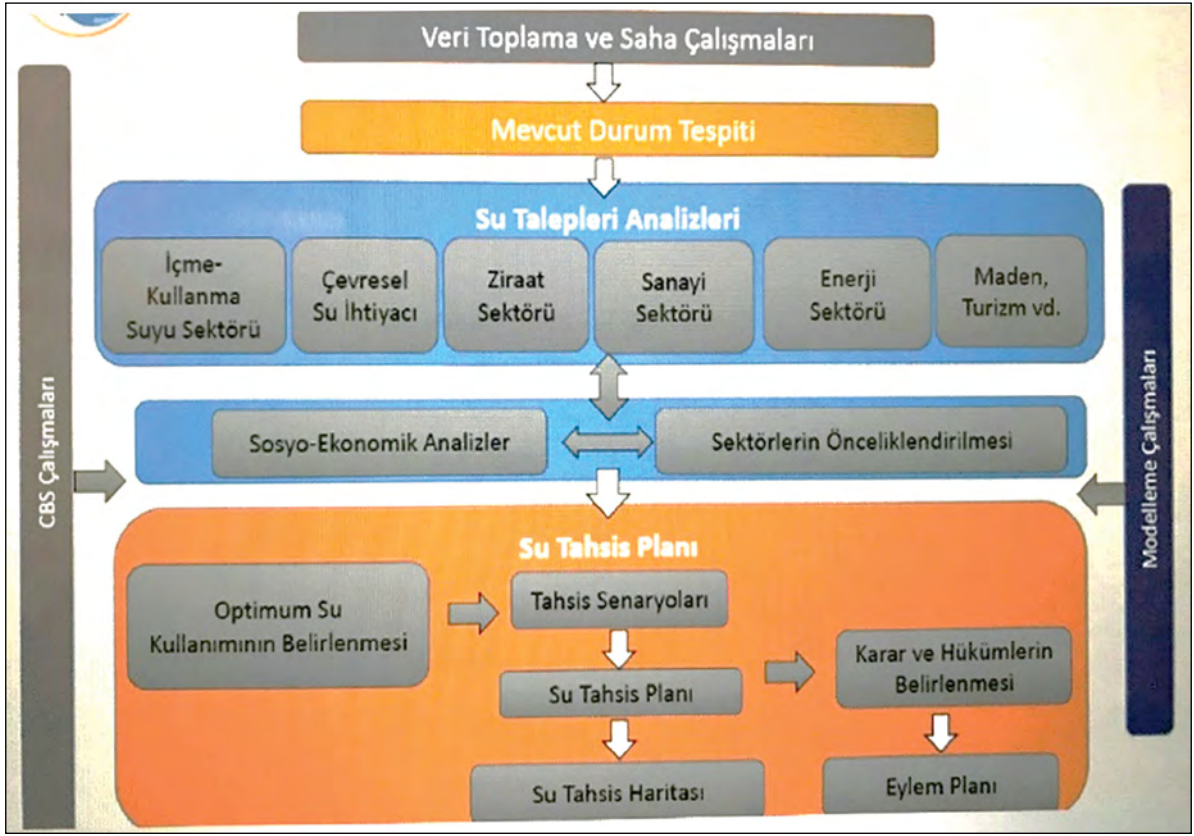 Veri Toplama ve Saha Çalışmaları
Mevcut Durum Tespiti
Su Talepleri Analizleri
İçme-
Kullanma
Suyu Sektörü
Çevresel
Su İhtiyacı
Ziraat
Sektörü
Sanayi
Sektörü
Enerji
Sektörü
Maden,
Turizm vd.
Sosyo-Ekonomik Analizler
Sektörlerin Önceliklendirilmesi
CBS Çalışmaları
Modelleme Çalışmaları
Su Tahsis Planı
Optimum Su
Kullanımının Belirlenmesi
Tahsis Senaryoları
Su Tahsis Planı
Su Tahsis Haritası
Karar ve Hükümlerin
Belirlenmesi
Eylem Planı